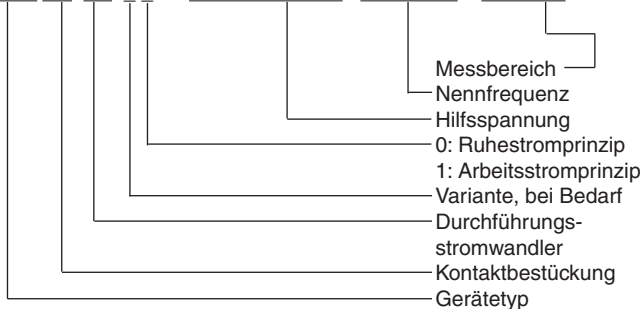 Messbereich
Nennfrequenz
Hilfsspannung
0: Ruhestromprinzip
1: Arbeitsstromprinzip
Variante, bei Bedarf
Durchführungs-
stromwandler
Kontaktbestückung
Gerätetyp